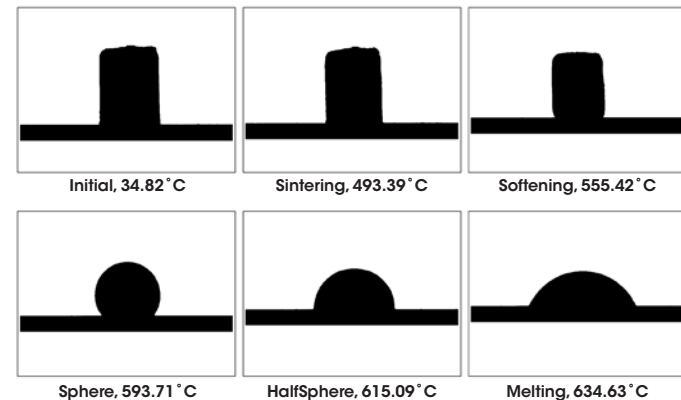 Initial, 34.82˚C
Sintering, 493.39˚C
Softening, 555.42˚C
Sphere, 593.71˚C
HalfSphere, 615.09˚C
Melting, 634.63˚C